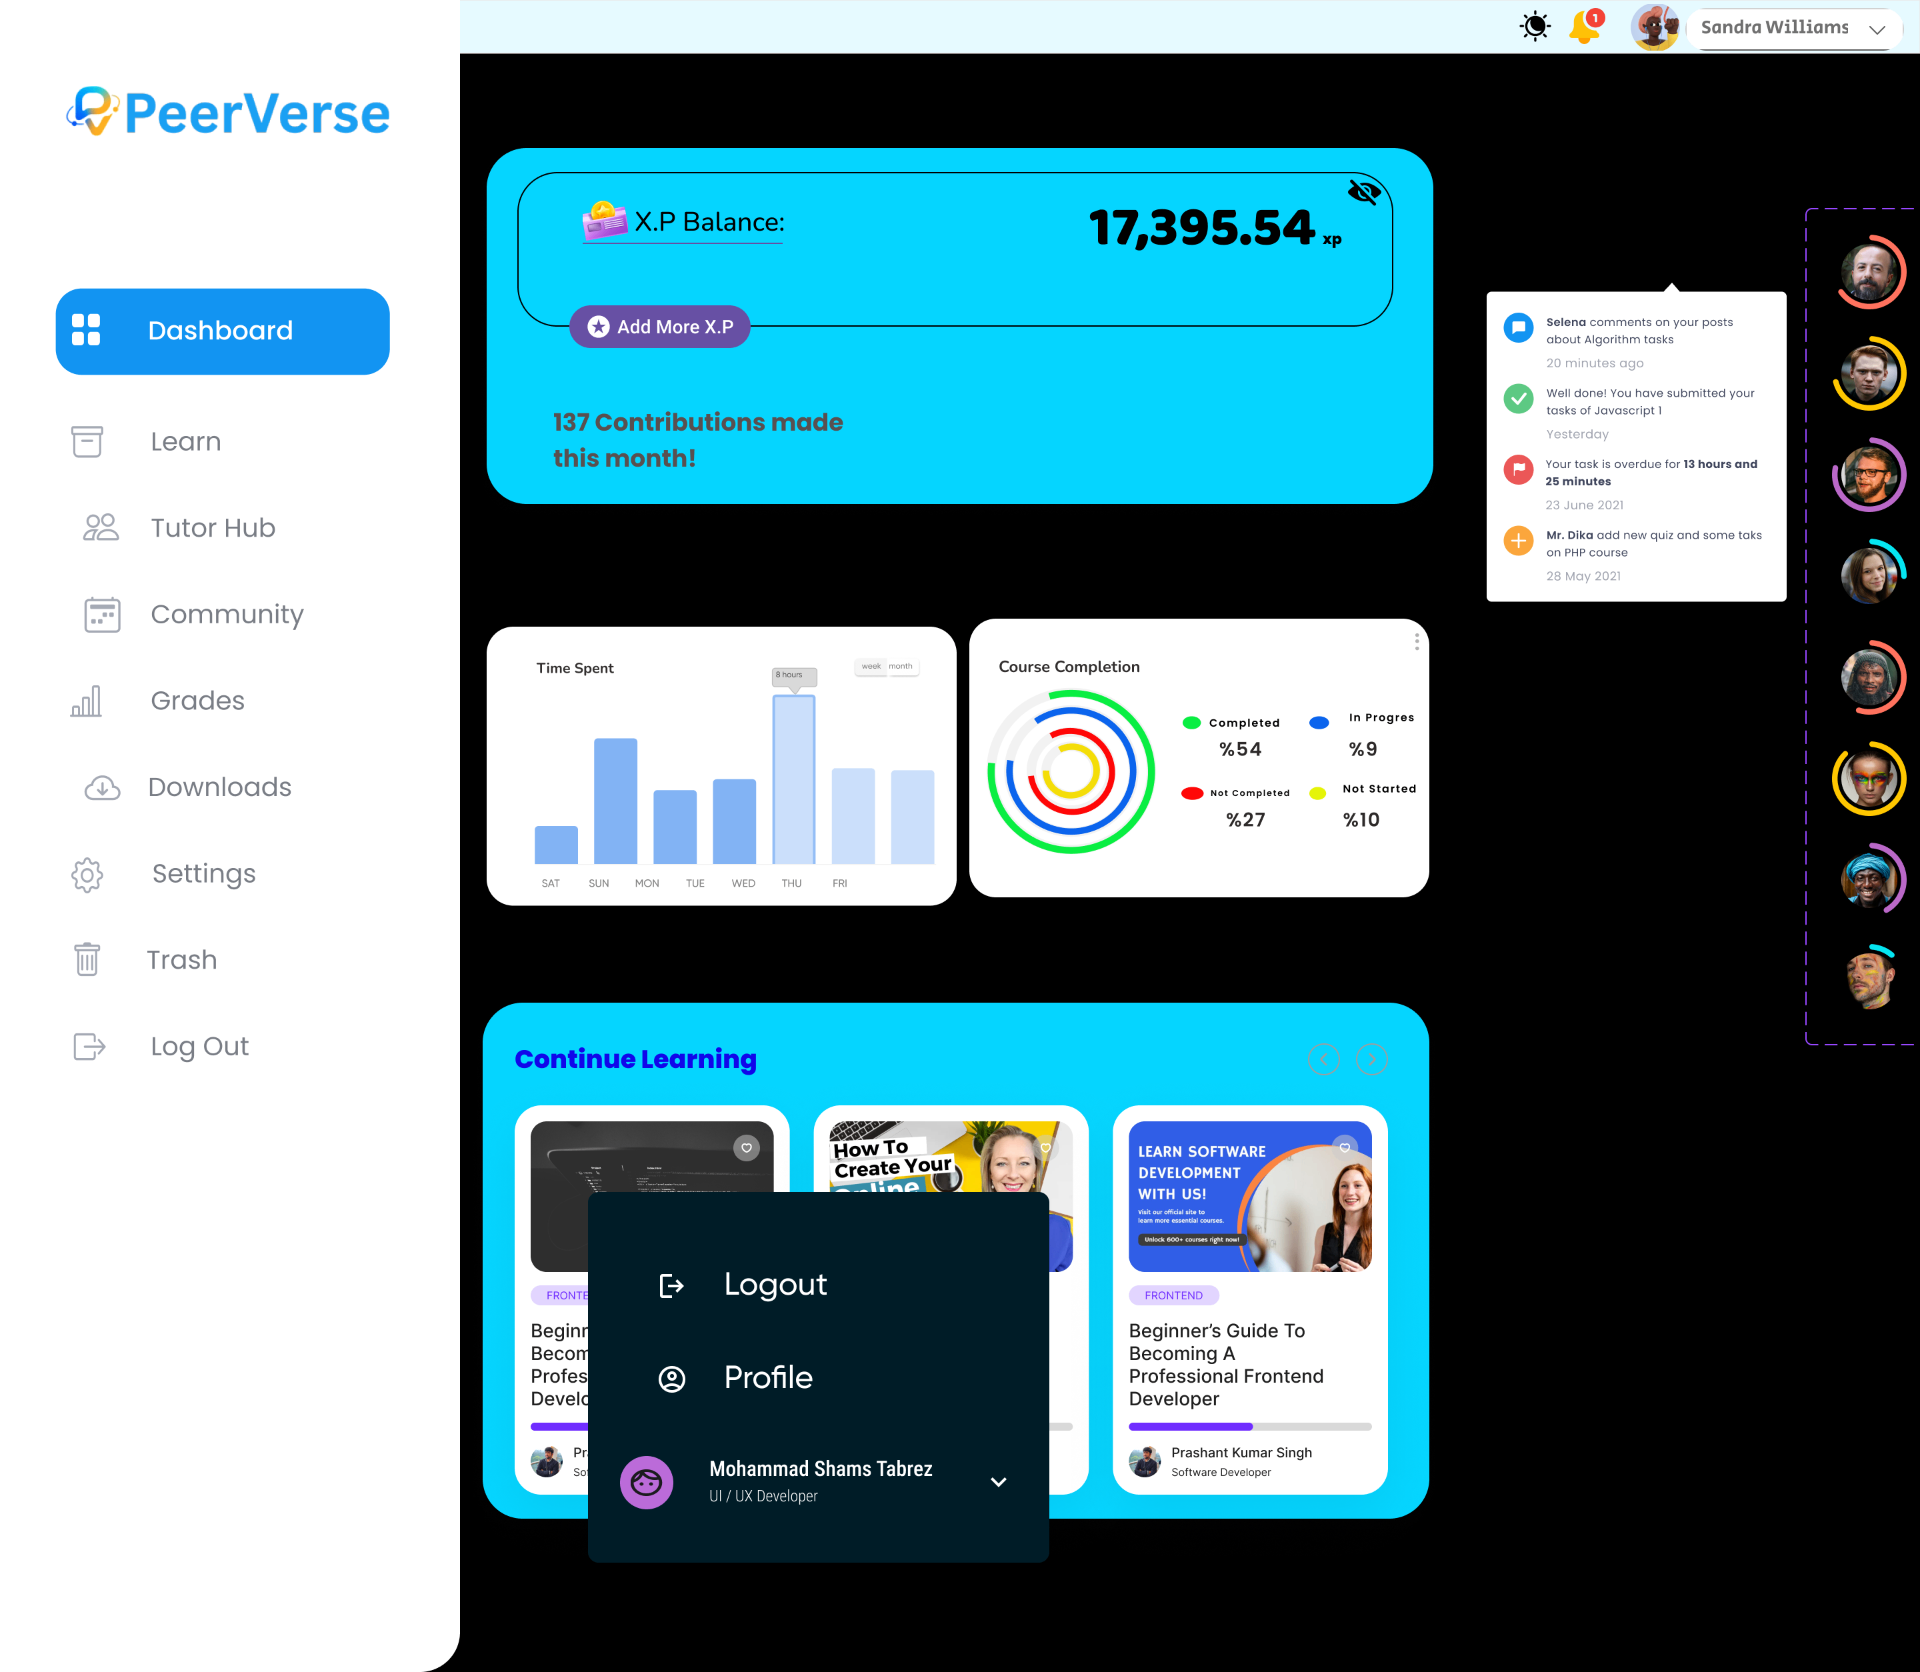 1
Sandra Williams
PeerVerse
Dashboard
Learn
Tutor Hub
Community
Grades
Downloads
Settings
Trash
Log Out
X.P Balance:
17,395.54 xp
Add More X.P
137 Contributions made
this month!
Selena comments on your posts
about Algorithm tasks
20 minutes ago
Well done! You have submitted your
tasks of Javascript 1
Yesterday
Your task is overdue for 13 hours and
25 minutes
23 June 2021
Mr. Dika add new quiz and some taks
on PHP course
28 May 2021
Time Spent
week month
8 hours
SAT SUN MON TUE WED THU FRI
Course Completion
Completed
%54
In Progres
%9
Not Completed
%27
Not Started
%10
Continue Learning
FRONTE
Beginr
Becom
Profes
Develo
Pr
So
How To
Create Your
Online
LEARN SOFTWARE
DEVELOPMENT
WITH US!
Visit our official site to
learn more essential courses.
Unlock 600+ courses right now!
FRONTEND
Beginner's Guide To
Becoming A
Professional Frontend
Developer
Prashant Kumar Singh
Software Developer
Logout
Profile
Mohammad Shams Tabrez
UI / UX Developer